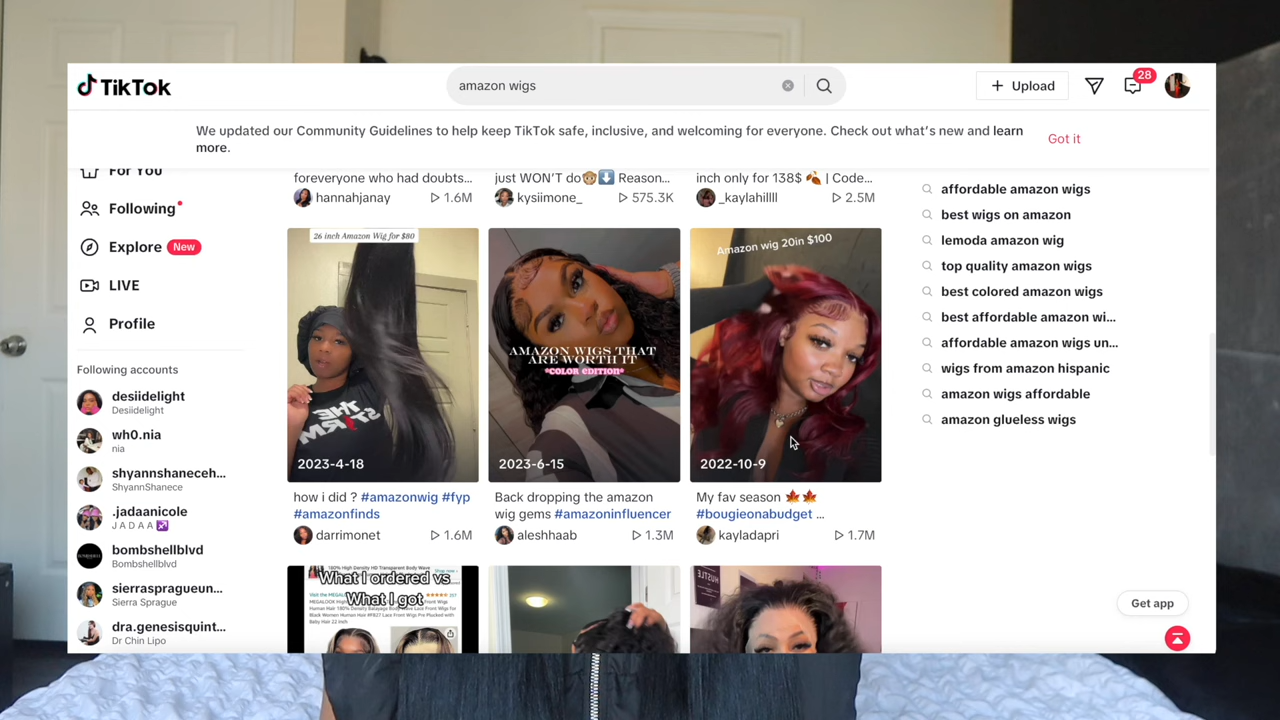 TikTok
amazon wigs
Upload
28
We updated our Community Guidelines to help keep TikTok safe, inclusive, and welcoming for everyone. Check out what's new and learn
more.
Got it
For You
Following
Explore New
LIVE
Profile
Following accounts
desiidelight
Desiidelight
wh0.nia
nia
shyannshaneceh...
ShyannShanece
.jadaanicole
J A D A A ♐
bombshellblvd
Bombshellblvd
sierraspragueun...
Sierra Sprague
dra.genesisquint...
Dr Chin Lipo
foreveryone who had doubts...
hannahjanay 1.6M
just WON'T do🙊⬇️ Reason...
kysiimone_ 575.3K
inch only for 138$ 🍂 | Code...
_kaylahillll 2.5M
26 inch Amazon Wig for $80
2023-4-18
how i did ? #amazonwig #fyp
#amazonfinds
darrimonet 1.6M
AMAZON WIGS THAT
ARE WORTH IT
*COLOR EDITION*
2023-6-15
Back dropping the amazon
wig gems #amazoninfluencer
aleshhaab 1.3M
Amazon wig 20in $100
2022-10-9
My fav season 🍁🍁
#bougieonabudget ...
kayladapri 1.7M
What I ordered vs
What I got
HUSTLE
affordable amazon wigs
best wigs on amazon
lemoda amazon wig
top quality amazon wigs
best colored amazon wigs
best affordable amazon wi...
affordable amazon wigs un...
wigs from amazon hispanic
amazon wigs affordable
amazon glueless wigs
Get app